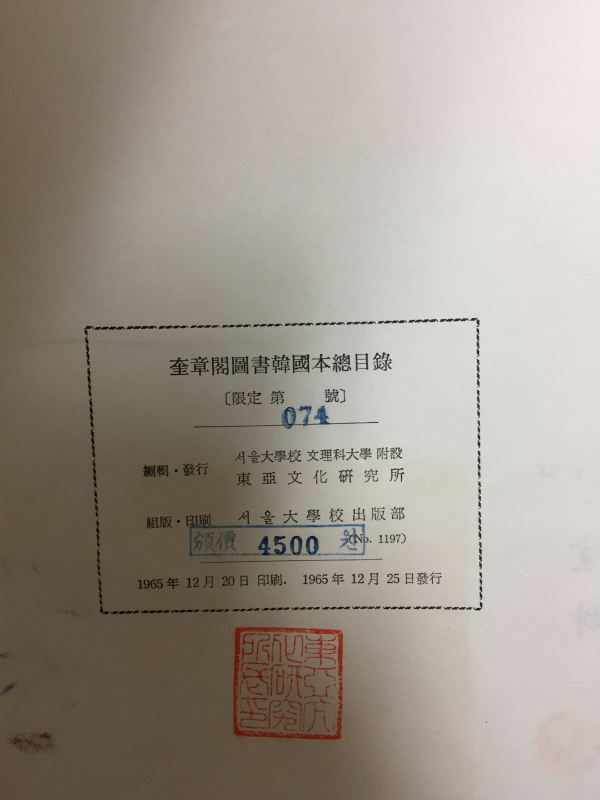 奎章閣圖書韓國本總目錄
〔限定 第 074 號〕
編輯·發行 서울大學校 文理科大學 附設
東亞文化硏究所
組版·印刷 서울大學校出版部
頒價 4500 원 (No. 1197)
1965年 12月 20日 印刷. 1965年 12月 25日發行